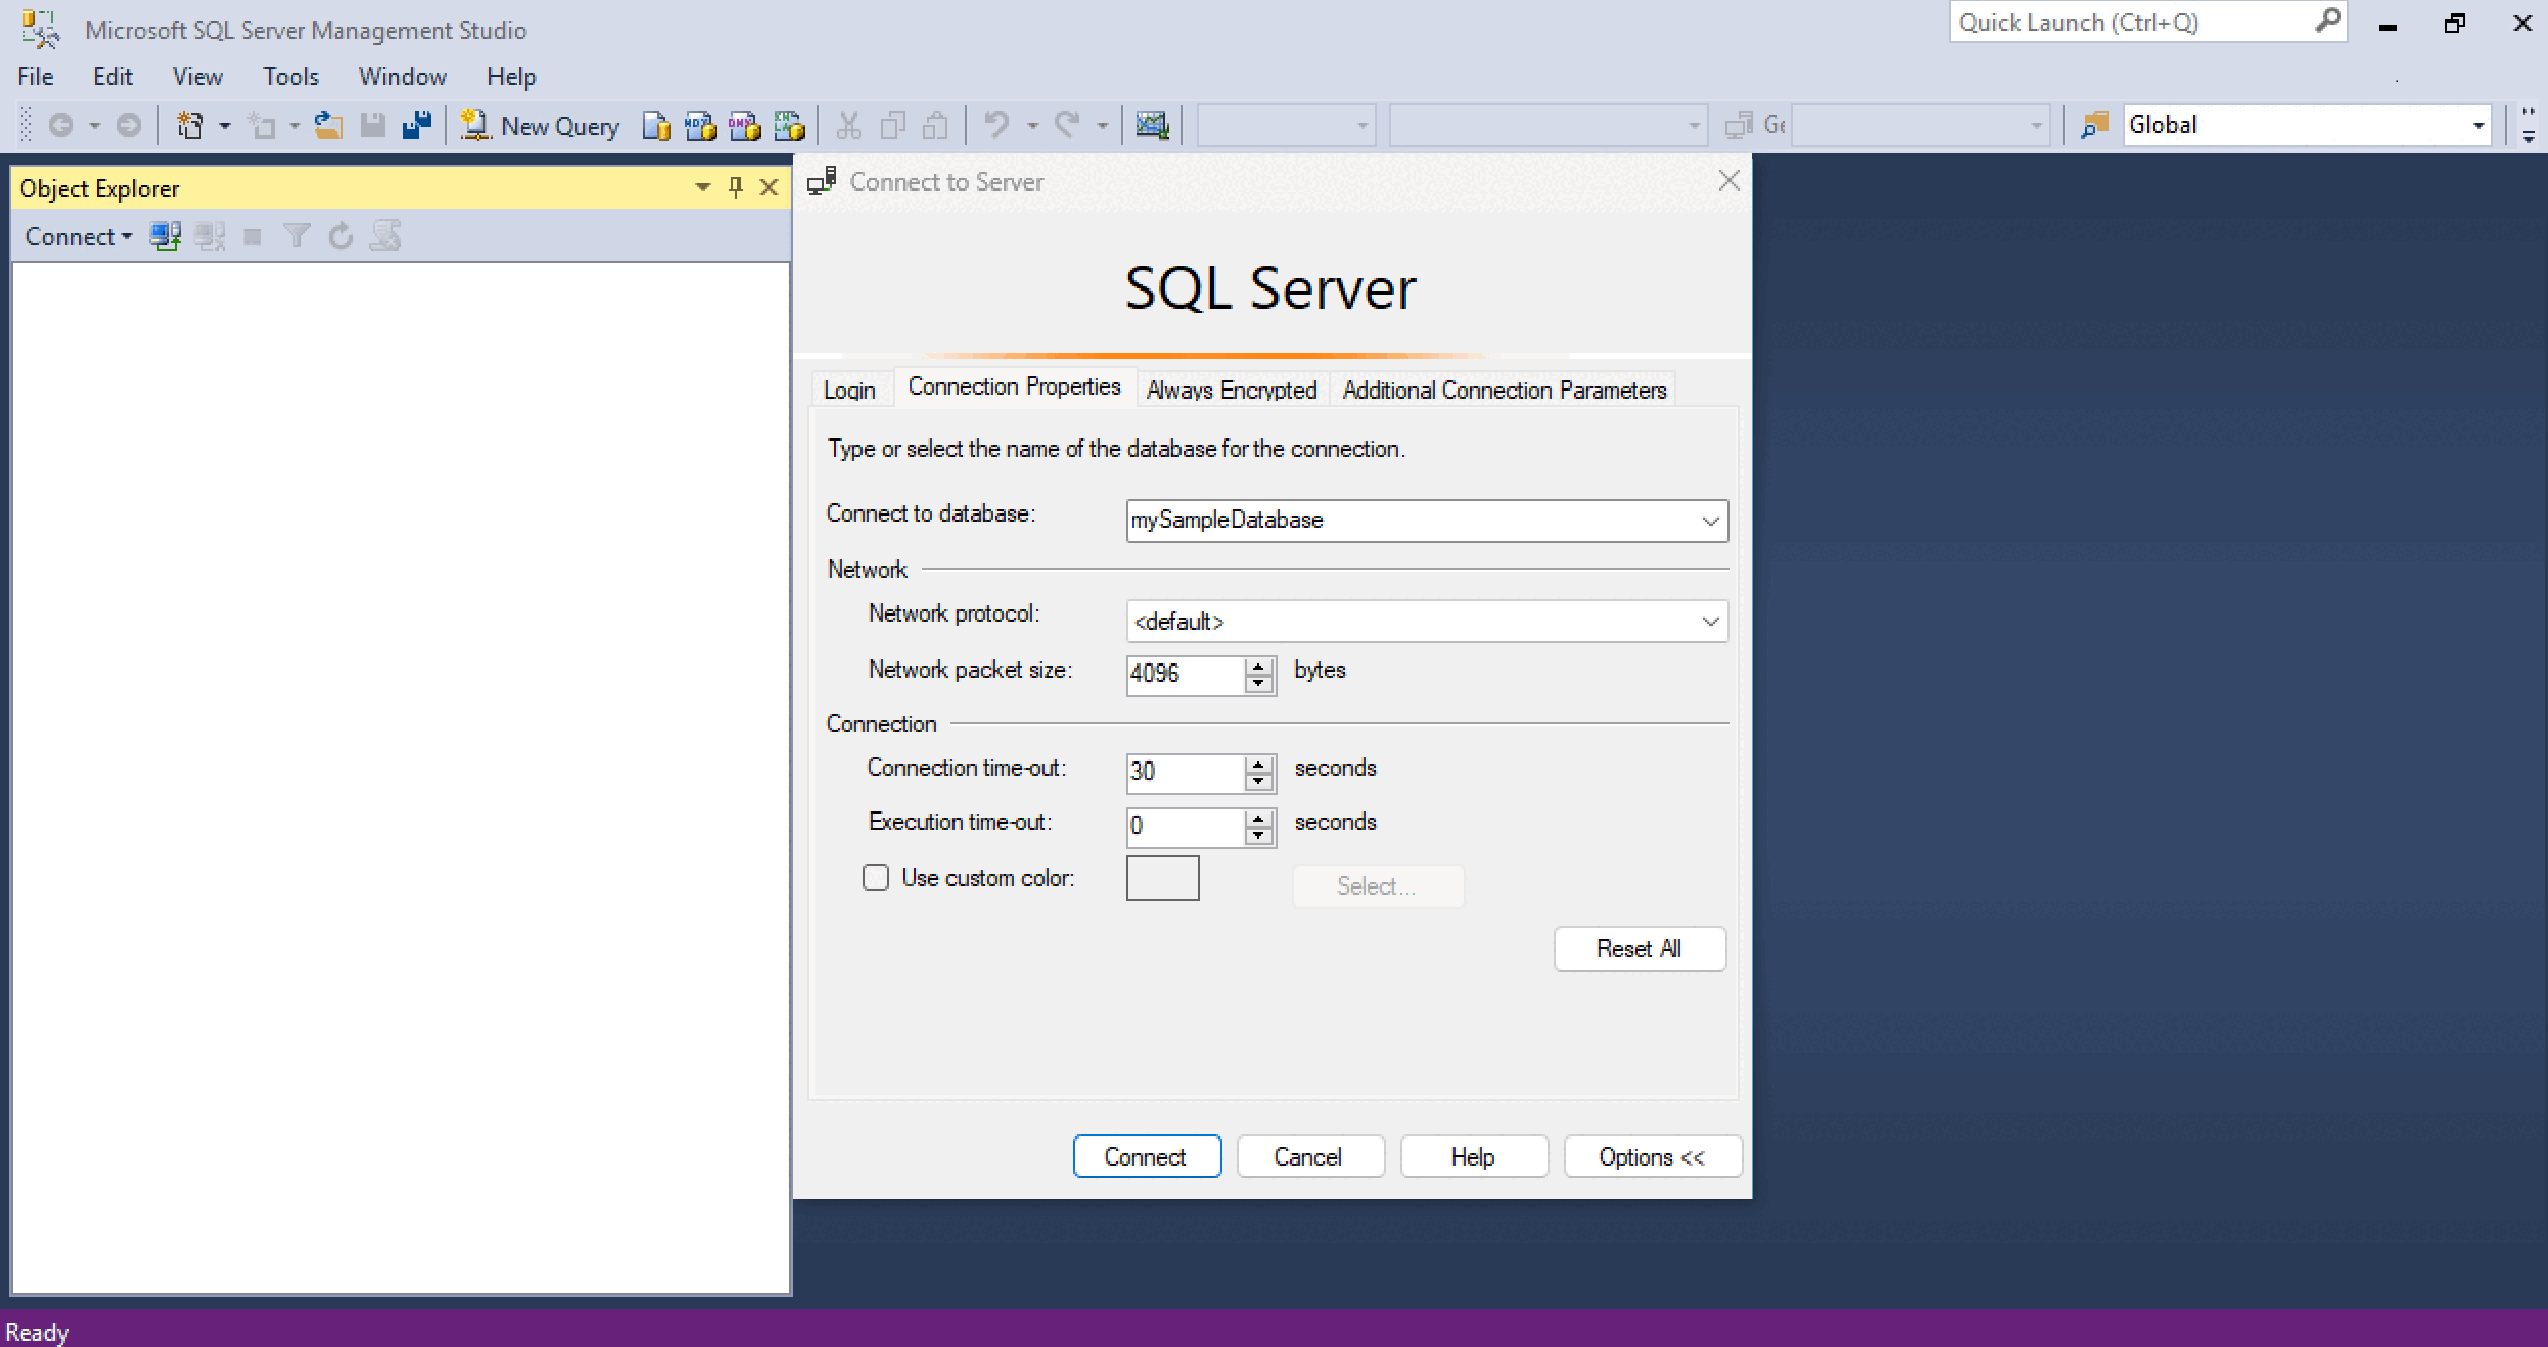 Microsoft SQL Server Management Studio
Quick Launch (Ctrl+Q)
File Edit View Tools Window Help
New Query
Global
Object Explorer
Connect
Connect to Server
SQL Server
Login Connection Properties Always Encrypted Additional Connection Parameters
Type or select the name of the database for the connection.
Connect to database: mySampleDatabase
Network
Network protocol: <default>
Network packet size: 4096 bytes
Connection
Connection time-out: 30 seconds
Execution time-out: 0 seconds
Use custom color: Select...
Reset All
Connect Cancel Help Options <<
Ready